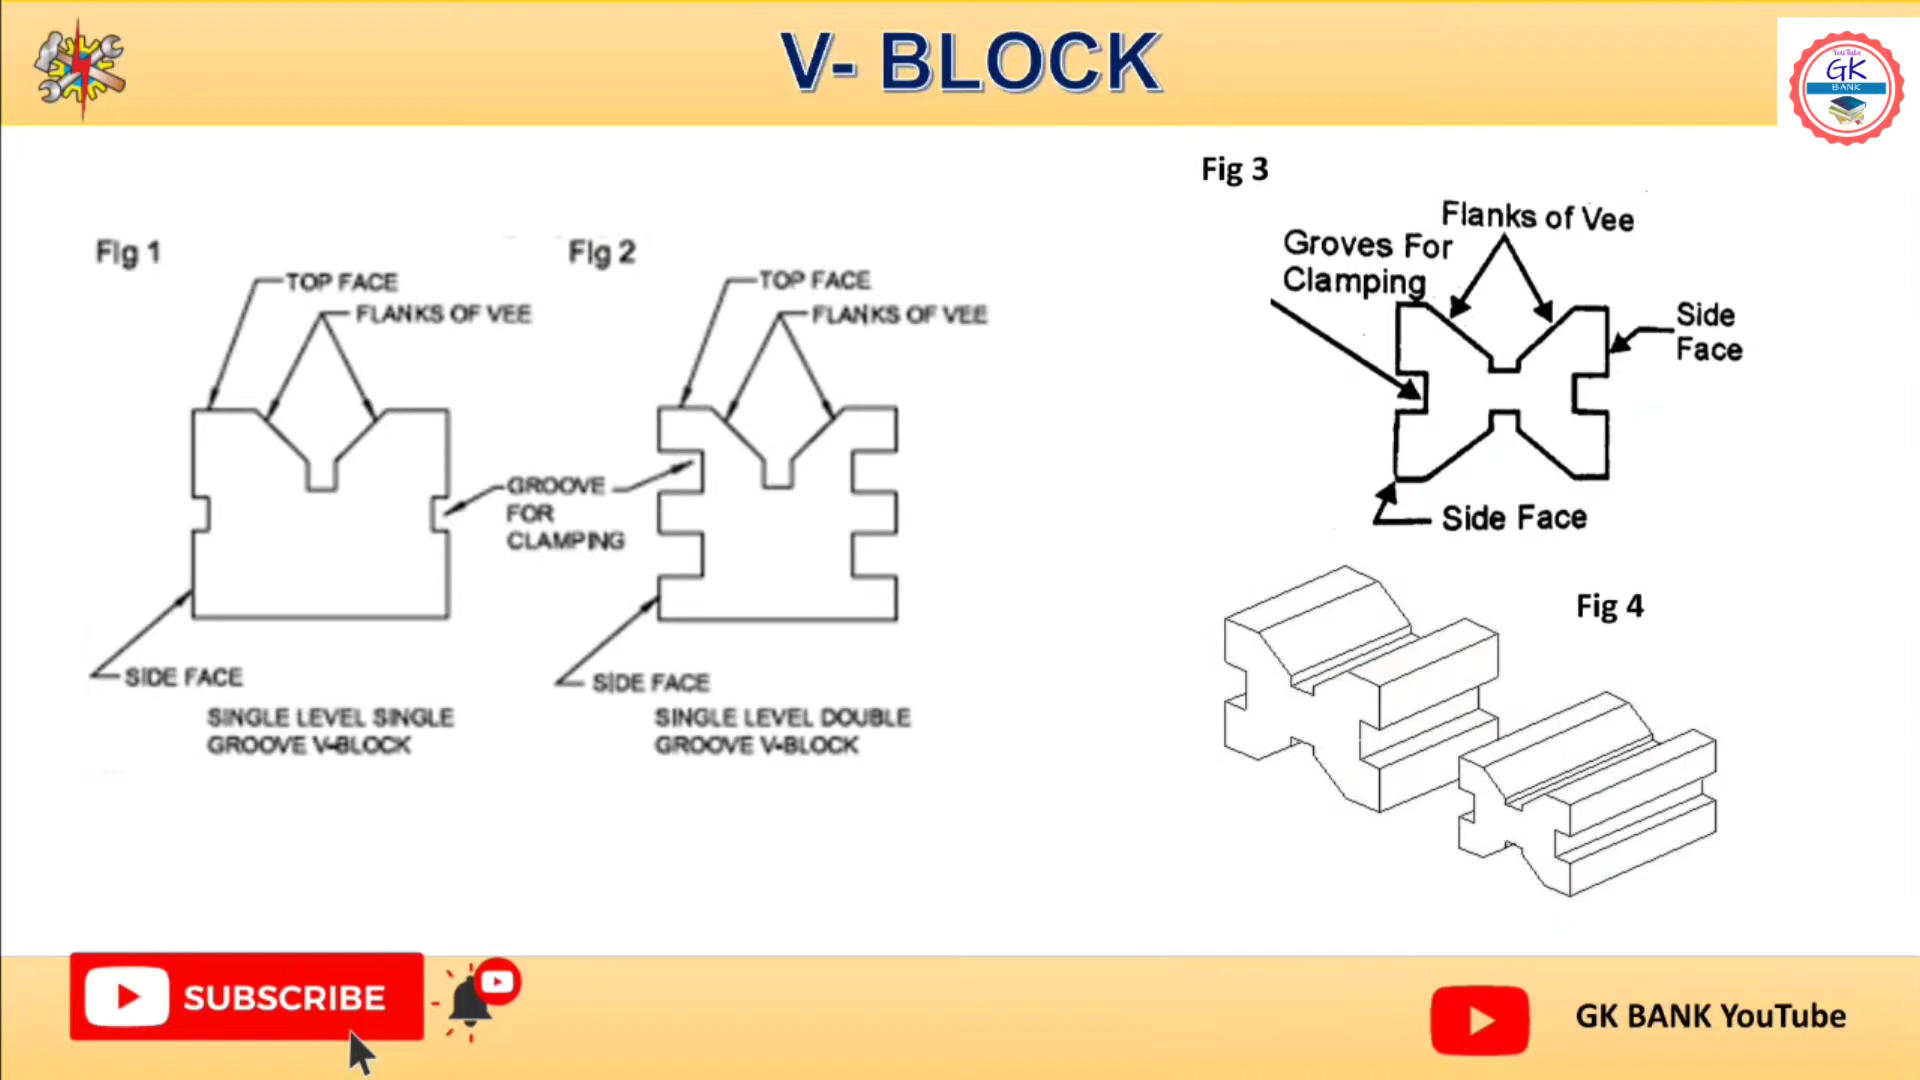 V- BLOCK
YouTube
GK
BANK
Fig 1
TOP FACE
FLANKS OF VEE
GROOVE
FOR
CLAMPING
SIDE FACE
SINGLE LEVEL SINGLE
GROOVE V-BLOCK
Fig 2
TOP FACE
FLANKS OF VEE
SIDE FACE
SINGLE LEVEL DOUBLE
GROOVE V-BLOCK
Fig 3
Flanks of Vee
Groves For
Clamping
Side
Face
Side Face
Fig 4
SUBSCRIBE
GK BANK YouTube